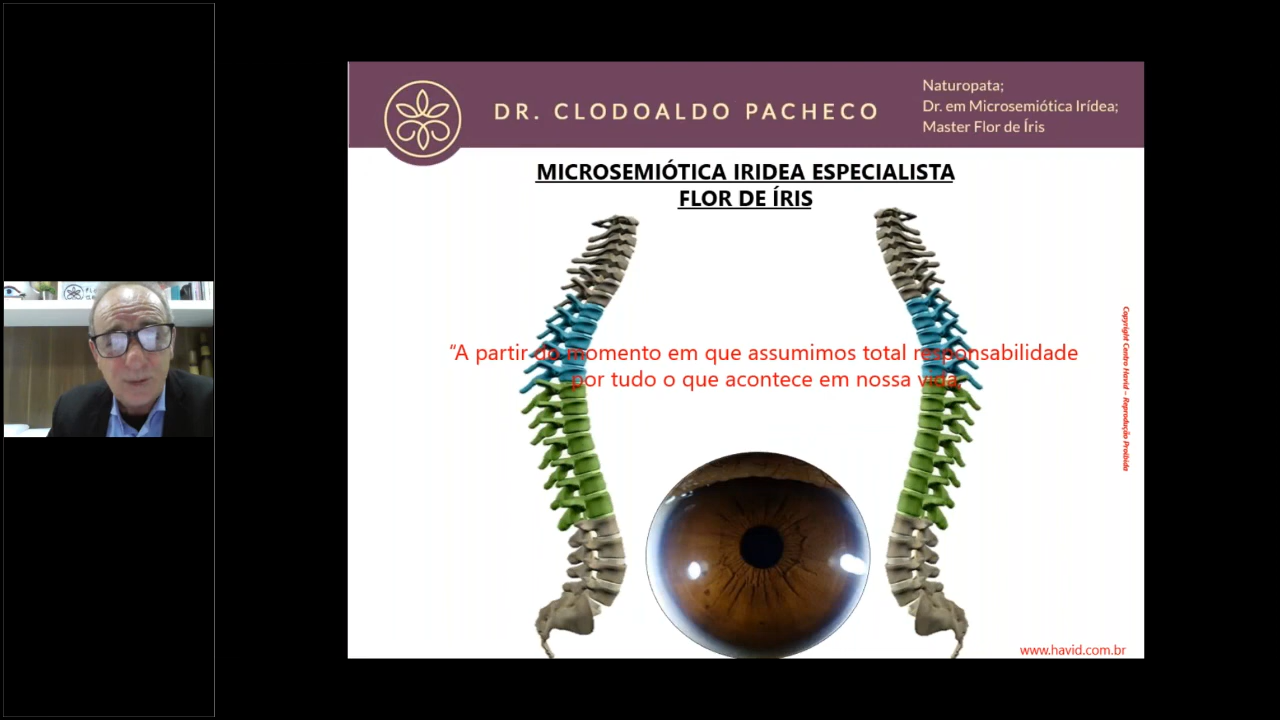 DR. CLODOALDO PACHECO
Naturopata;
Dr. em Microsemiótica Irídea;
Master Flor de Íris
MICROSEMIÓTICA IRIDEA ESPECIALISTA
FLOR DE ÍRIS
“A partir do momento em que assumimos total responsabilidade
por tudo o que acontece em nossa vida,
Copyright Centro Havid – Reprodução Proibida
www.havid.com.br